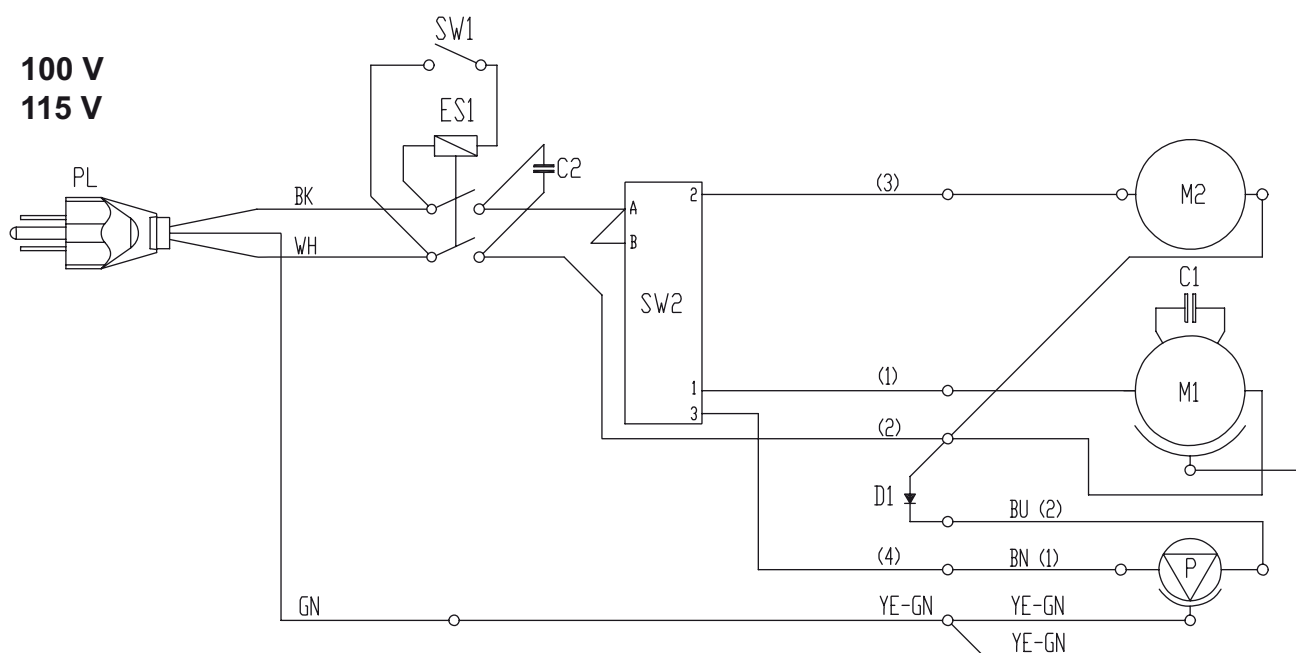 100 V
115 V
SW1
ES1
C2
PL
BK
WH
A
B
2
SW2
1
3
(3)
M2
C1
(1)
M1
(2)
D1
BU (2)
(4)
BN (1)
P
GN
YE-GN
YE-GN
YE-GN